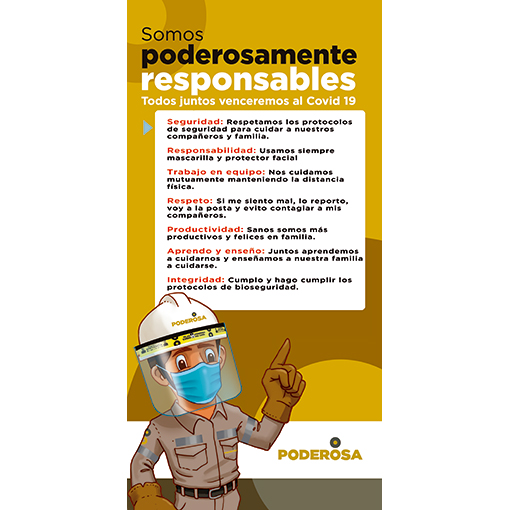 Somos
poderosamente
responsables
Todos juntos venceremos al Covid 19
Seguridad: Respetamos los protocolos
de seguridad para cuidar a nuestros
compañeros y familia.
Responsabilidad: Usamos siempre
mascarilla y protector facial
Trabajo en equipo: Nos cuidamos
mutuamente manteniendo la distancia
física.
Respeto: Si me siento mal, lo reporto,
voy a la posta y evito contagiar a mis
compañeros.
Productividad: Sanos somos más
productivos y felices en familia.
Aprendo y enseño: Juntos aprendemos
a cuidarnos y enseñamos a nuestra familia
a cuidarse.
Integridad: Cumplo y hago cumplir los
protocolos de bioseguridad.
PODEROSA
PODEROSA